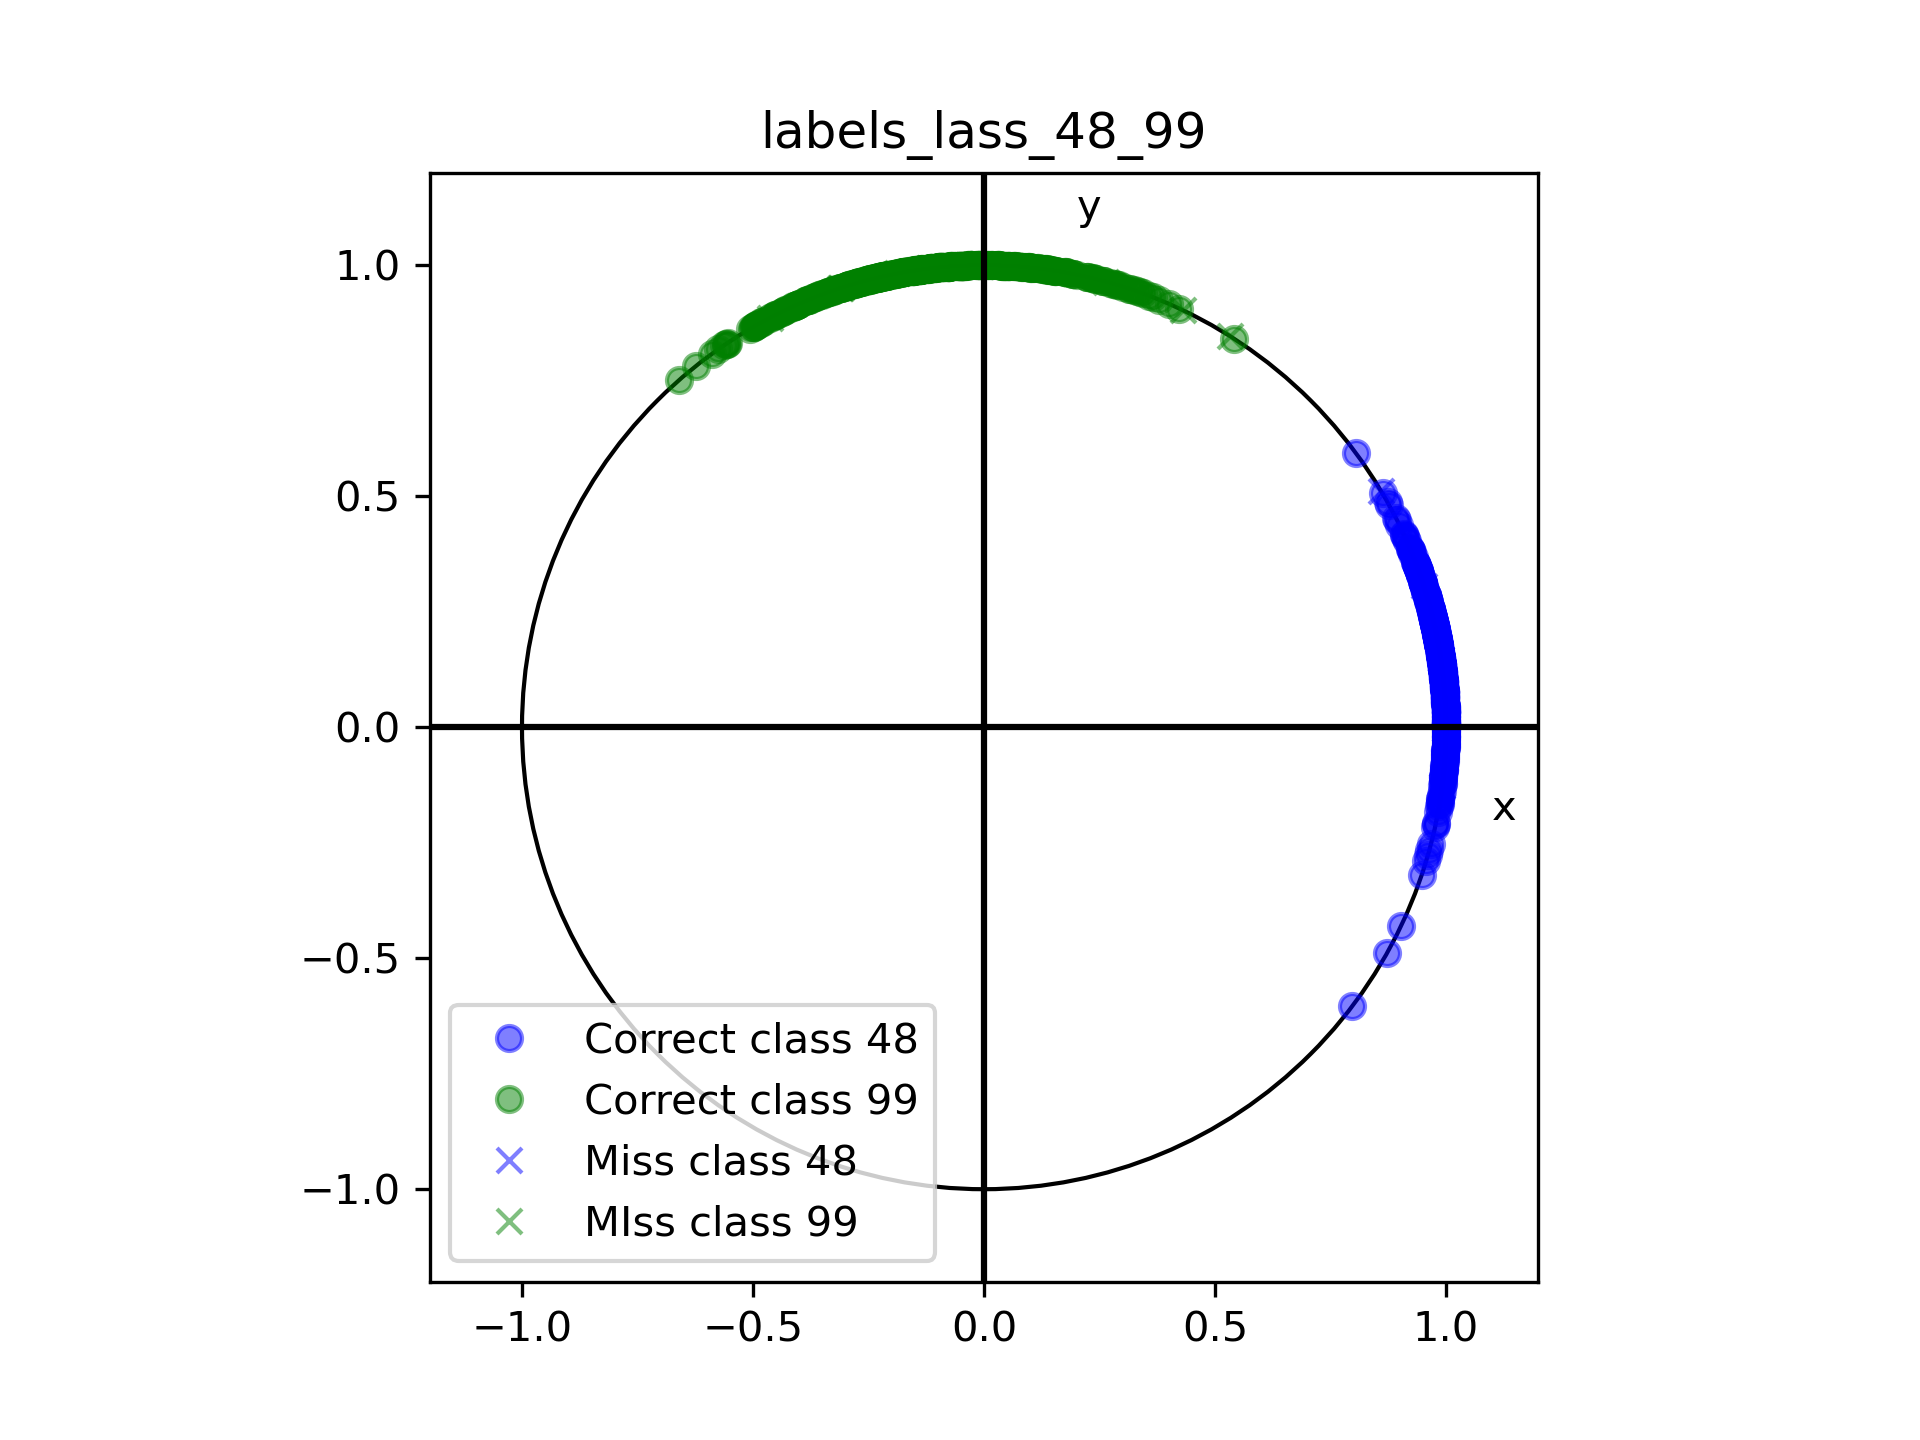 labels_lass_48_99
y
1.0
0.5
0.0
−0.5
−1.0
x
Correct class 48
Correct class 99
Miss class 48
MIss class 99
−1.0 −0.5 0.0 0.5 1.0